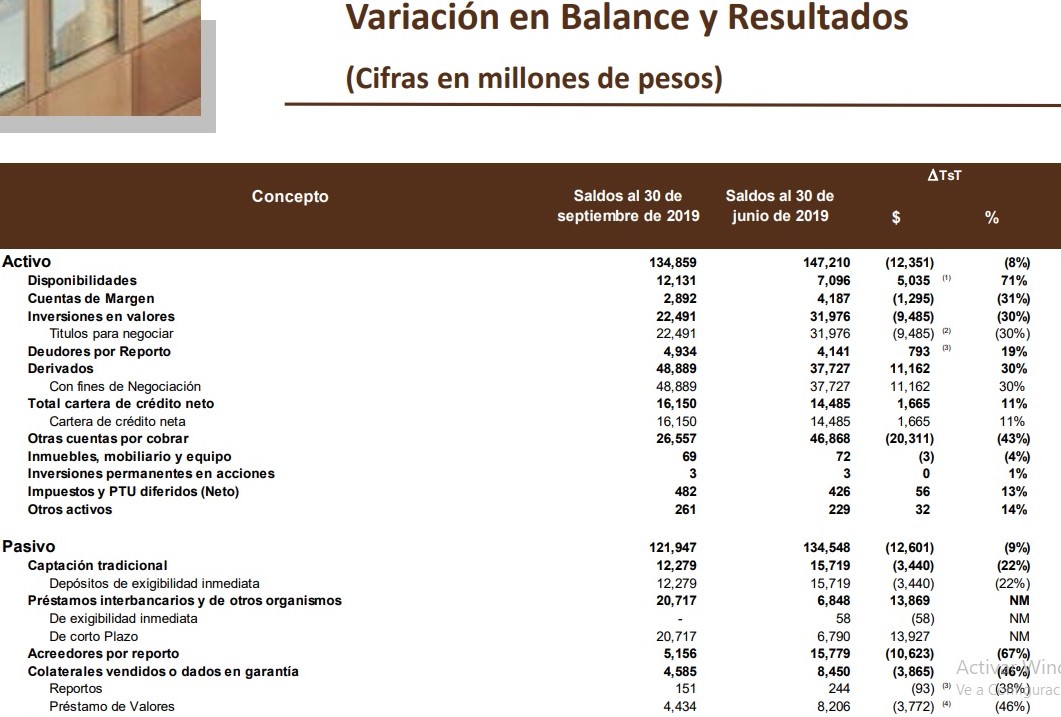 Variación en Balance y Resultados
(Cifras en millones de pesos)
Δ TsT
Concepto Saldos al 30 de septiembre de 2019 Saldos al 30 de junio de 2019 $ %
Activo 134,859 147,210 (12,351) (8%)
Disponibilidades 12,131 7,096 5,035 (1) 71%
Cuentas de Margen 2,892 4,187 (1,295) (31%)
Inversiones en valores 22,491 31,976 (9,485) (30%)
Titulos para negociar 22,491 31,976 (9,485) (2) (30%)
Deudores por Reporto 4,934 4,141 793 (3) 19%
Derivados 48,889 37,727 11,162 30%
Con fines de Negociación 48,889 37,727 11,162 30%
Total cartera de crédito neto 16,150 14,485 1,665 11%
Cartera de crédito neta 16,150 14,485 1,665 11%
Otras cuentas por cobrar 26,557 46,868 (20,311) (43%)
Inmuebles, mobiliario y equipo 69 72 (3) (4%)
Inversiones permanentes en acciones 3 3 0 1%
Impuestos y PTU diferidos (Neto) 482 426 56 13%
Otros activos 261 229 32 14%
Pasivo 121,947 134,548 (12,601) (9%)
Captación tradicional 12,279 15,719 (3,440) (22%)
Depósitos de exigibilidad inmediata 12,279 15,719 (3,440) (22%)
Préstamos interbancarios y de otros organismos 20,717 6,848 13,869 NM
De exigibilidad inmediata - 58 (58) NM
De corto Plazo 20,717 6,790 13,927 NM
Acreedores por reporto 5,156 15,779 (10,623) (67%)
Colaterales vendidos o dados en garantía 4,585 8,450 (3,865) (46%)
Reportos 151 244 (93) (3) (38%)
Préstamo de Valores 4,434 8,206 (3,772) (4) (46%)
Ve a